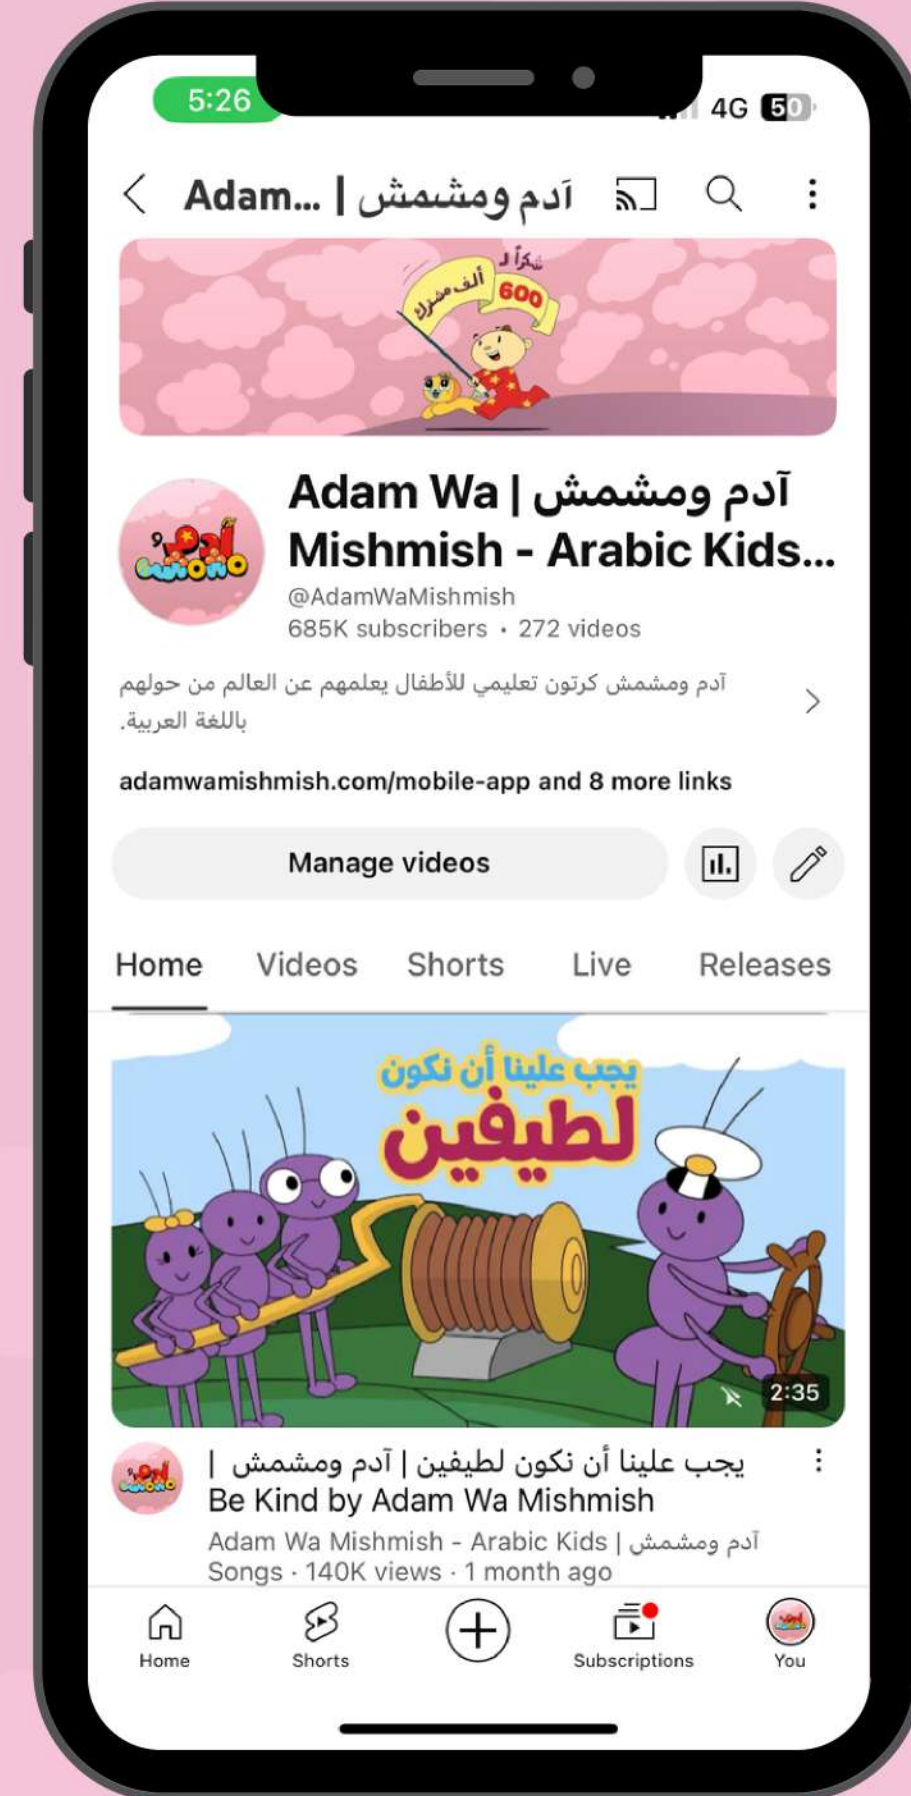 5:26
4G 50
Adam... | آدم ومشمش
شكراً لـ
600
ألف مشترك
آدم و
مشمش
Adam Wa | آدم ومشمش
Mishmish - Arabic Kids...
@AdamWaMishmish
685K subscribers • 272 videos
آدم ومشمش كرتون تعليمي للأطفال يعلمهم عن العالم من حولهم
باللغة العربية.
adamwamishmish.com/mobile-app and 8 more links
Manage videos
Home Videos Shorts Live Releases
يجب علينا أن نكون
لطيفين
2:35
يجب علينا أن نكون لطيفين | آدم ومشمش |
Be Kind by Adam Wa Mishmish
Adam Wa Mishmish - Arabic Kids | آدم ومشمش
Songs · 140K views · 1 month ago
Home Shorts Subscriptions You